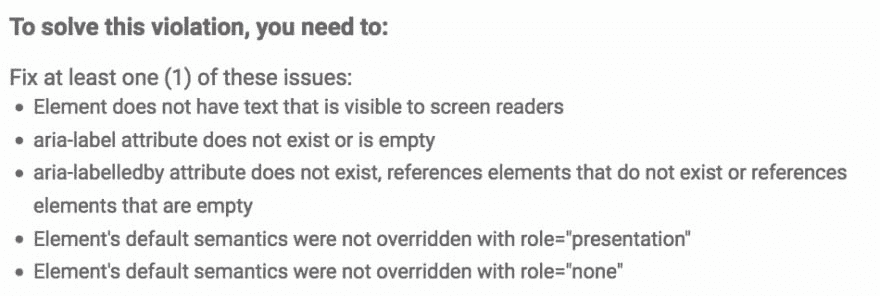 To solve this violation, you need to:
Fix at least one (1) of these issues:
• Element does not have text that is visible to screen readers
• aria-label attribute does not exist or is empty
• aria-labelledby attribute does not exist, references elements that do not exist or references
elements that are empty
• Element's default semantics were not overridden with role="presentation"
• Element's default semantics were not overridden with role="none"